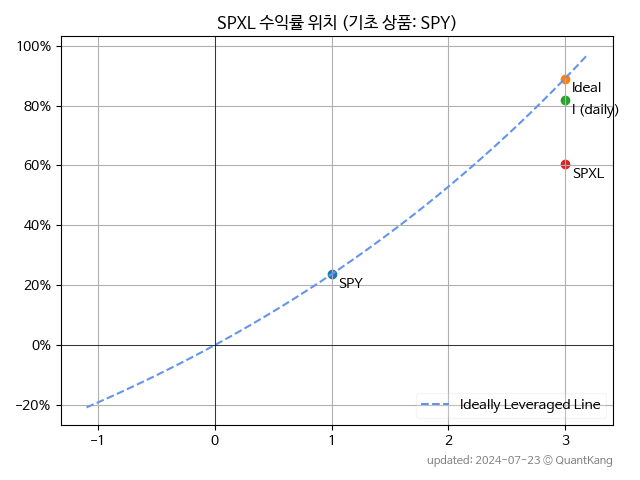 SPXL 수익률 위치 (기초 상품: SPY)
100%
80%
60%
40%
20%
0%
−20%
Ideal
I (daily)
SPXL
SPY
Ideally Leveraged Line
−1
0
1
2
3
updated: 2024-07-23 © QuantKang